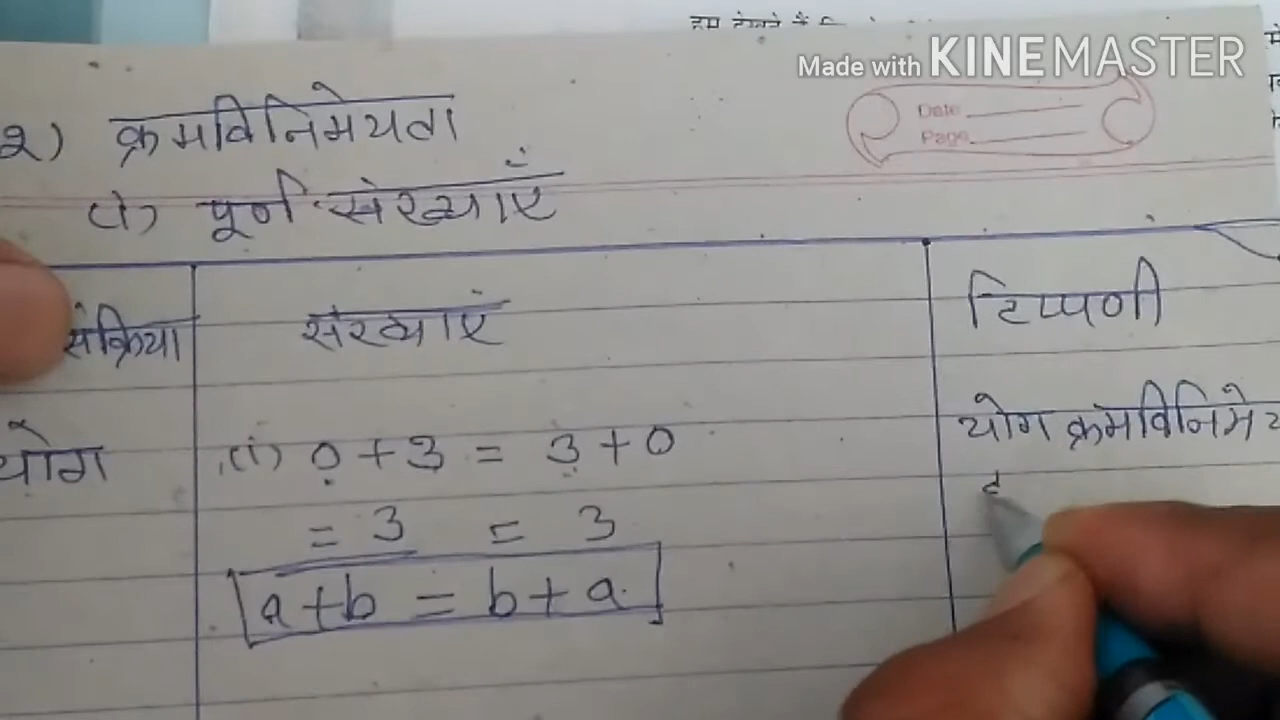 Made with KINEMASTER
Date
Page
२) क्रमविनिमेयता
(i) पूर्ण संख्याएँ
संक्रिया संख्याएं टिप्पणी
योग (i) 0 + 3 = 3 + 0 योग क्रमविनिमेय
= 3 = 3
a + b = b + a